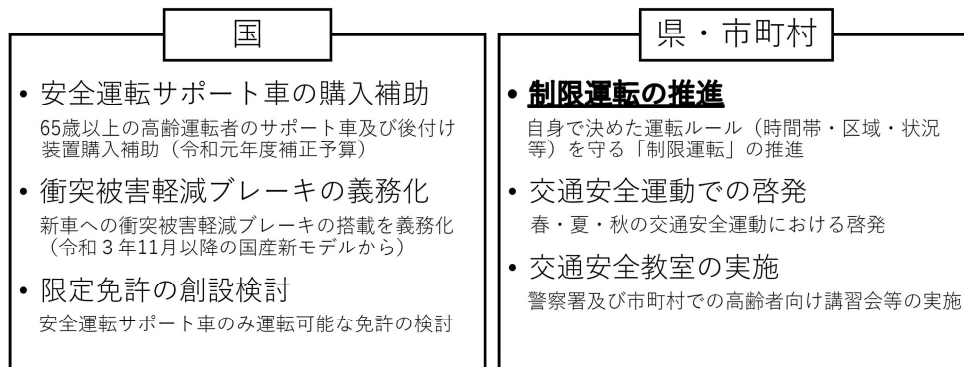 国
• 安全運転サポート車の購入補助
65歳以上の高齢運転者のサポート車及び後付け
装置購入補助（令和元年度補正予算）
• 衝突被害軽減ブレーキの義務化
新車への衝突被害軽減ブレーキの搭載を義務化
（令和３年11月以降の国産新モデルから）
• 限定免許の創設検討
安全運転サポート車のみ運転可能な免許の検討
県・市町村
• 制限運転の推進
自身で決めた運転ルール（時間帯・区域・状況
等）を守る「制限運転」の推進
• 交通安全運動での啓発
春・夏・秋の交通安全運動における啓発
• 交通安全教室の実施
警察署及び市町村での高齢者向け講習会等の実施